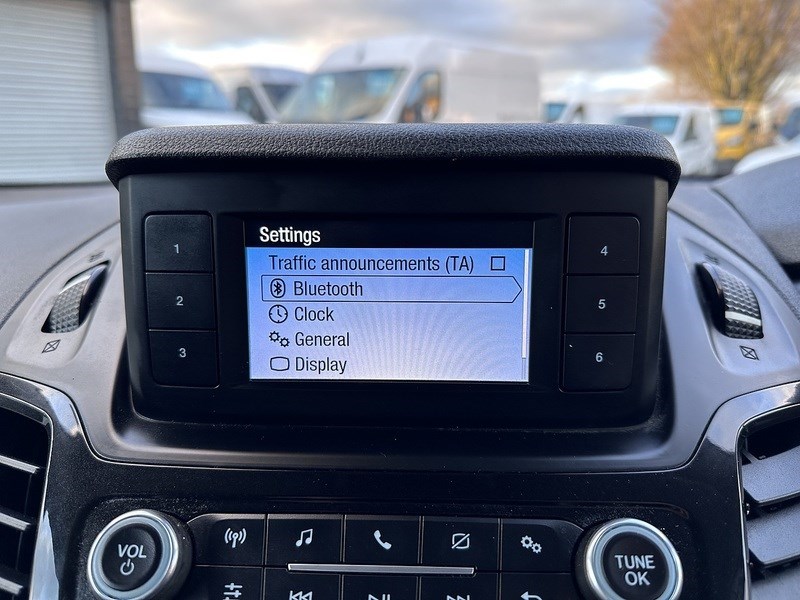 Settings
Traffic announcements (TA)
Bluetooth
Clock
General
Display
1
2
3
4
5
6
VOL
TUNE
OK